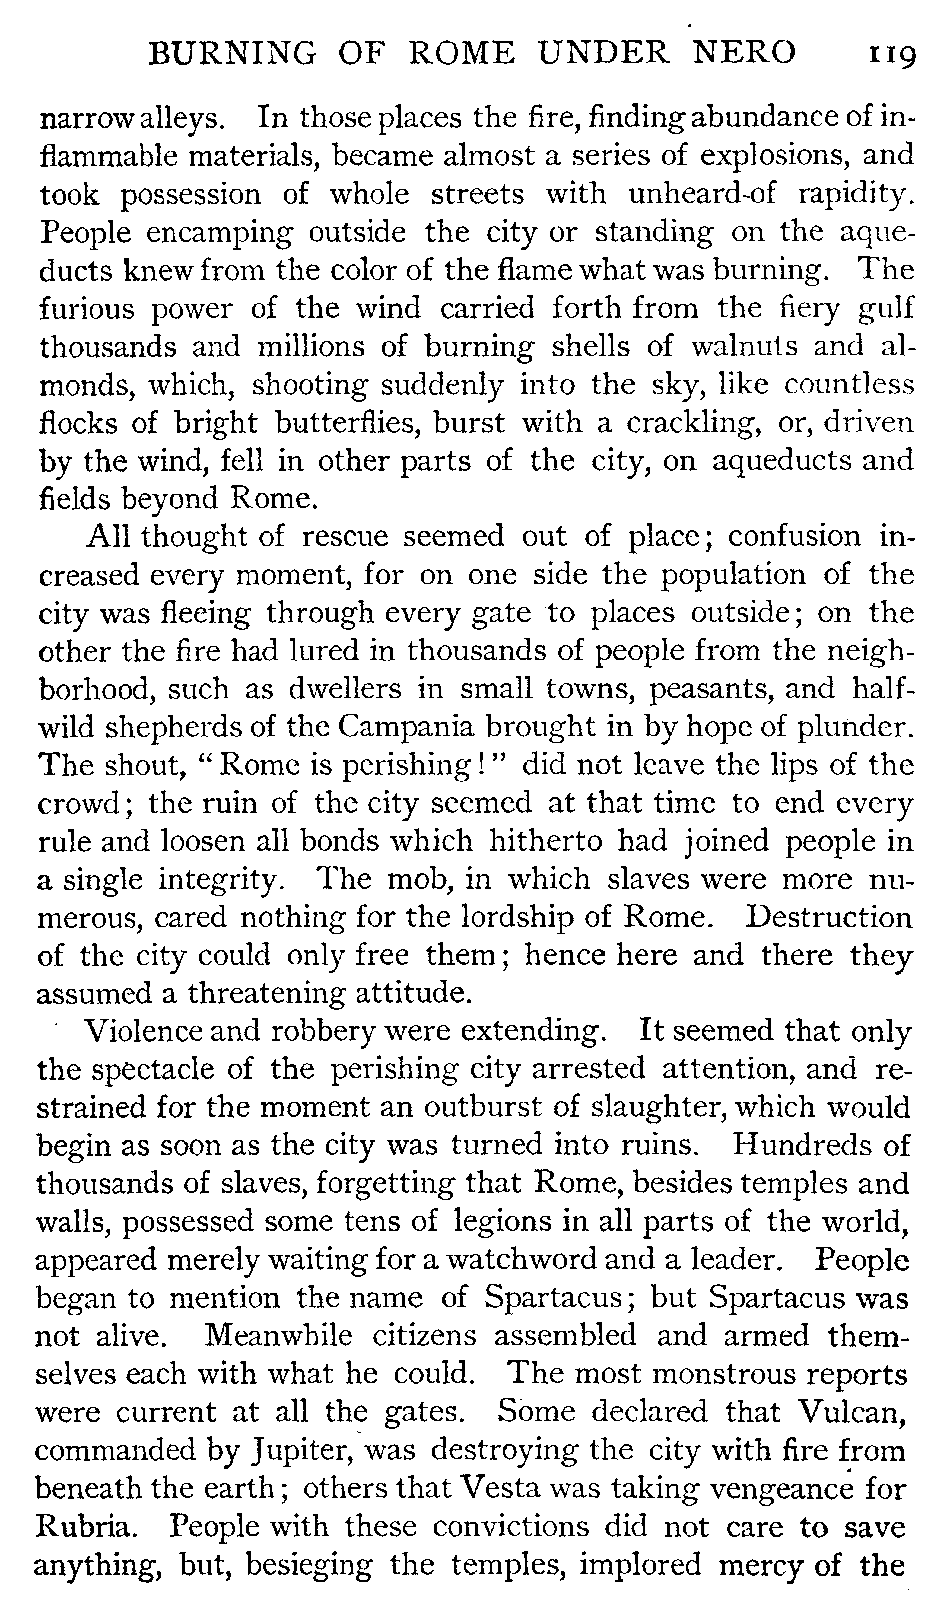 BURNING OF ROME UNDER NERO 119
narrow alleys. In those places the fire, finding abundance of in-
flammable materials, became almost a series of explosions, and
took possession of whole streets with unheard-of rapidity.
People encamping outside the city or standing on the aque-
ducts knew from the color of the flame what was burning. The
furious power of the wind carried forth from the fiery gulf
thousands and millions of burning shells of walnuts and al-
monds, which, shooting suddenly into the sky, like countless
flocks of bright butterflies, burst with a crackling, or, driven
by the wind, fell in other parts of the city, on aqueducts and
fields beyond Rome.
All thought of rescue seemed out of place; confusion in-
creased every moment, for on one side the population of the
city was fleeing through every gate to places outside; on the
other the fire had lured in thousands of people from the neigh-
borhood, such as dwellers in small towns, peasants, and half-
wild shepherds of the Campania brought in by hope of plunder.
The shout, "Rome is perishing!" did not leave the lips of the
crowd; the ruin of the city seemed at that time to end every
rule and loosen all bonds which hitherto had joined people in
a single integrity. The mob, in which slaves were more nu-
merous, cared nothing for the lordship of Rome. Destruction
of the city could only free them; hence here and there they
assumed a threatening attitude.
Violence and robbery were extending. It seemed that only
the spectacle of the perishing city arrested attention, and re-
strained for the moment an outburst of slaughter, which would
begin as soon as the city was turned into ruins. Hundreds of
thousands of slaves, forgetting that Rome, besides temples and
walls, possessed some tens of legions in all parts of the world,
appeared merely waiting for a watchword and a leader. People
began to mention the name of Spartacus; but Spartacus was
not alive. Meanwhile citizens assembled and armed them-
selves each with what he could. The most monstrous reports
were current at all the gates. Some declared that Vulcan,
commanded by Jupiter, was destroying the city with fire from
beneath the earth; others that Vesta was taking vengeance for
Rubria. People with these convictions did not care to save
anything, but, besieging the temples, implored mercy of the